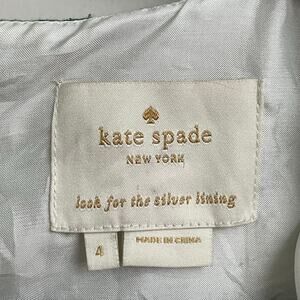 kate spade
NEW YORK
look for the silver lining
4
MADE IN CHINA